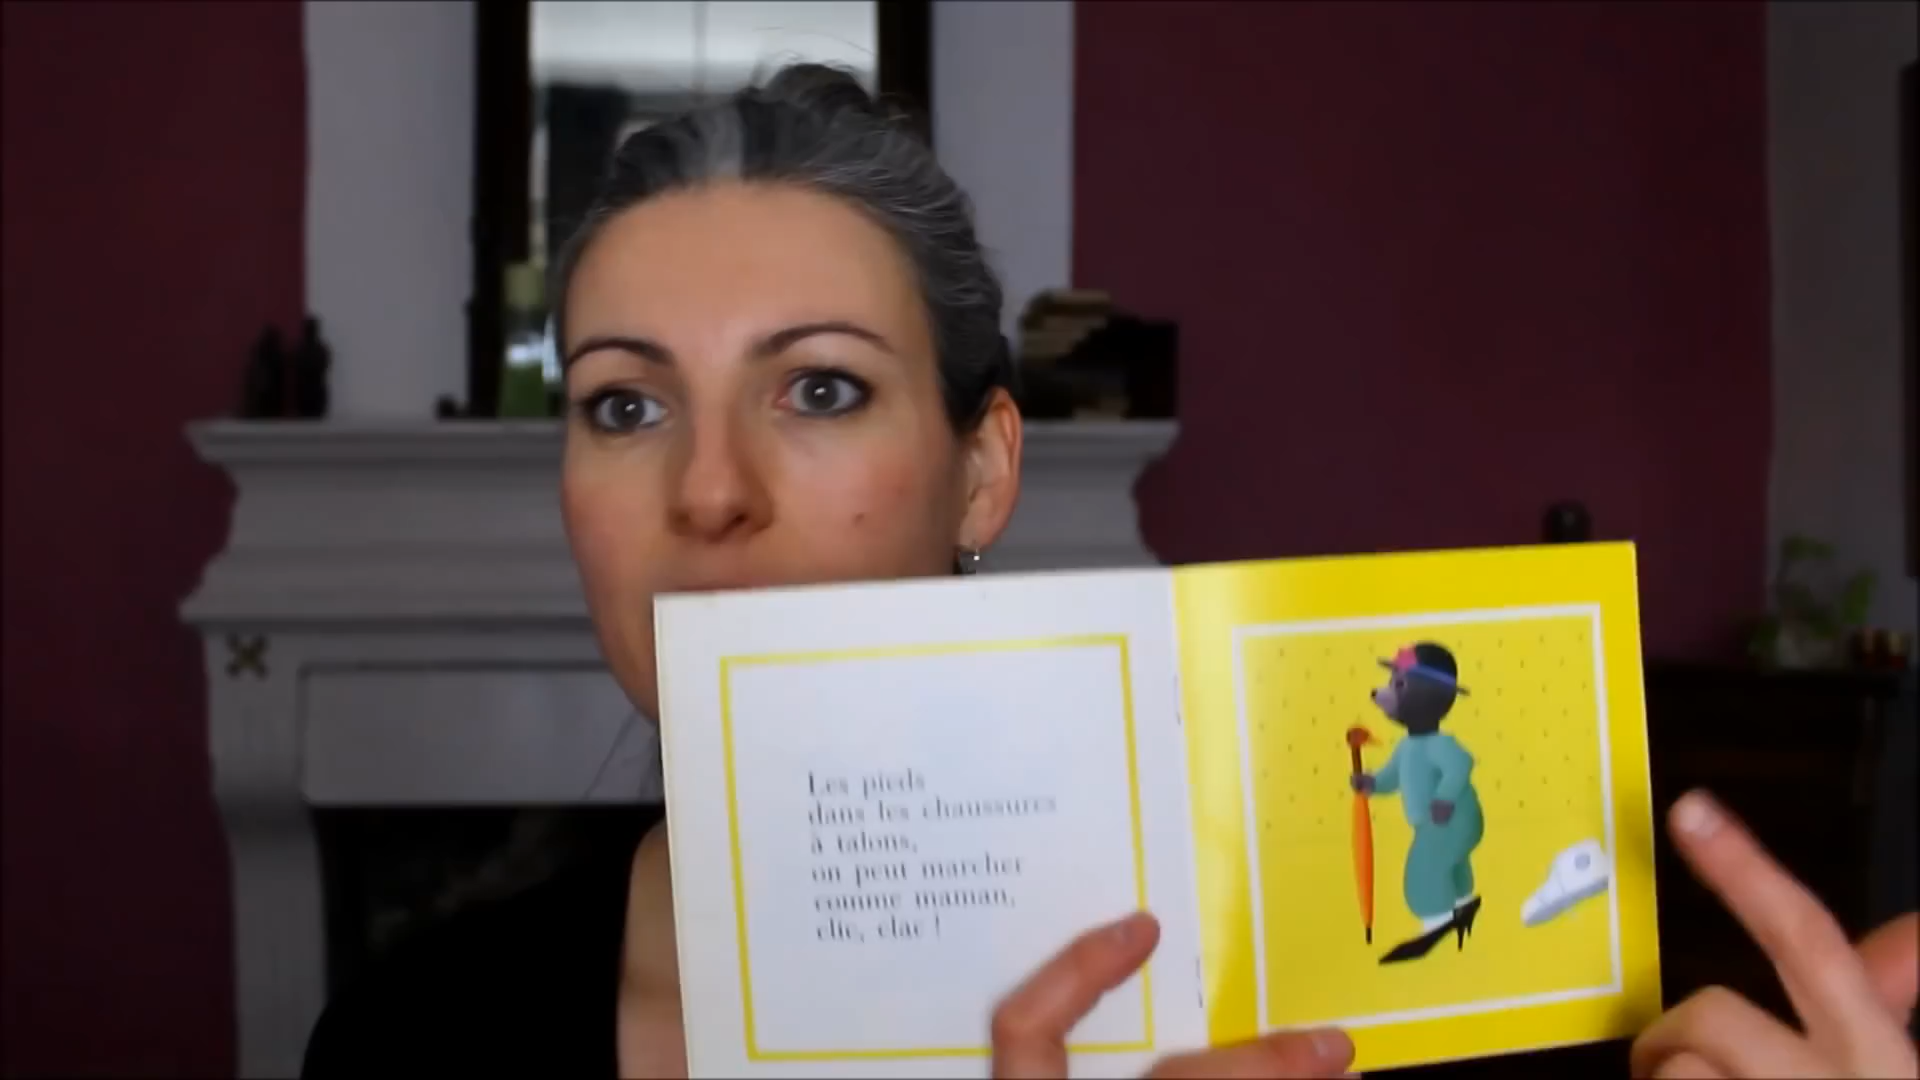 Les pieds
dans les chaussures
à talons,
on peut marcher
comme maman,
clic, clac !